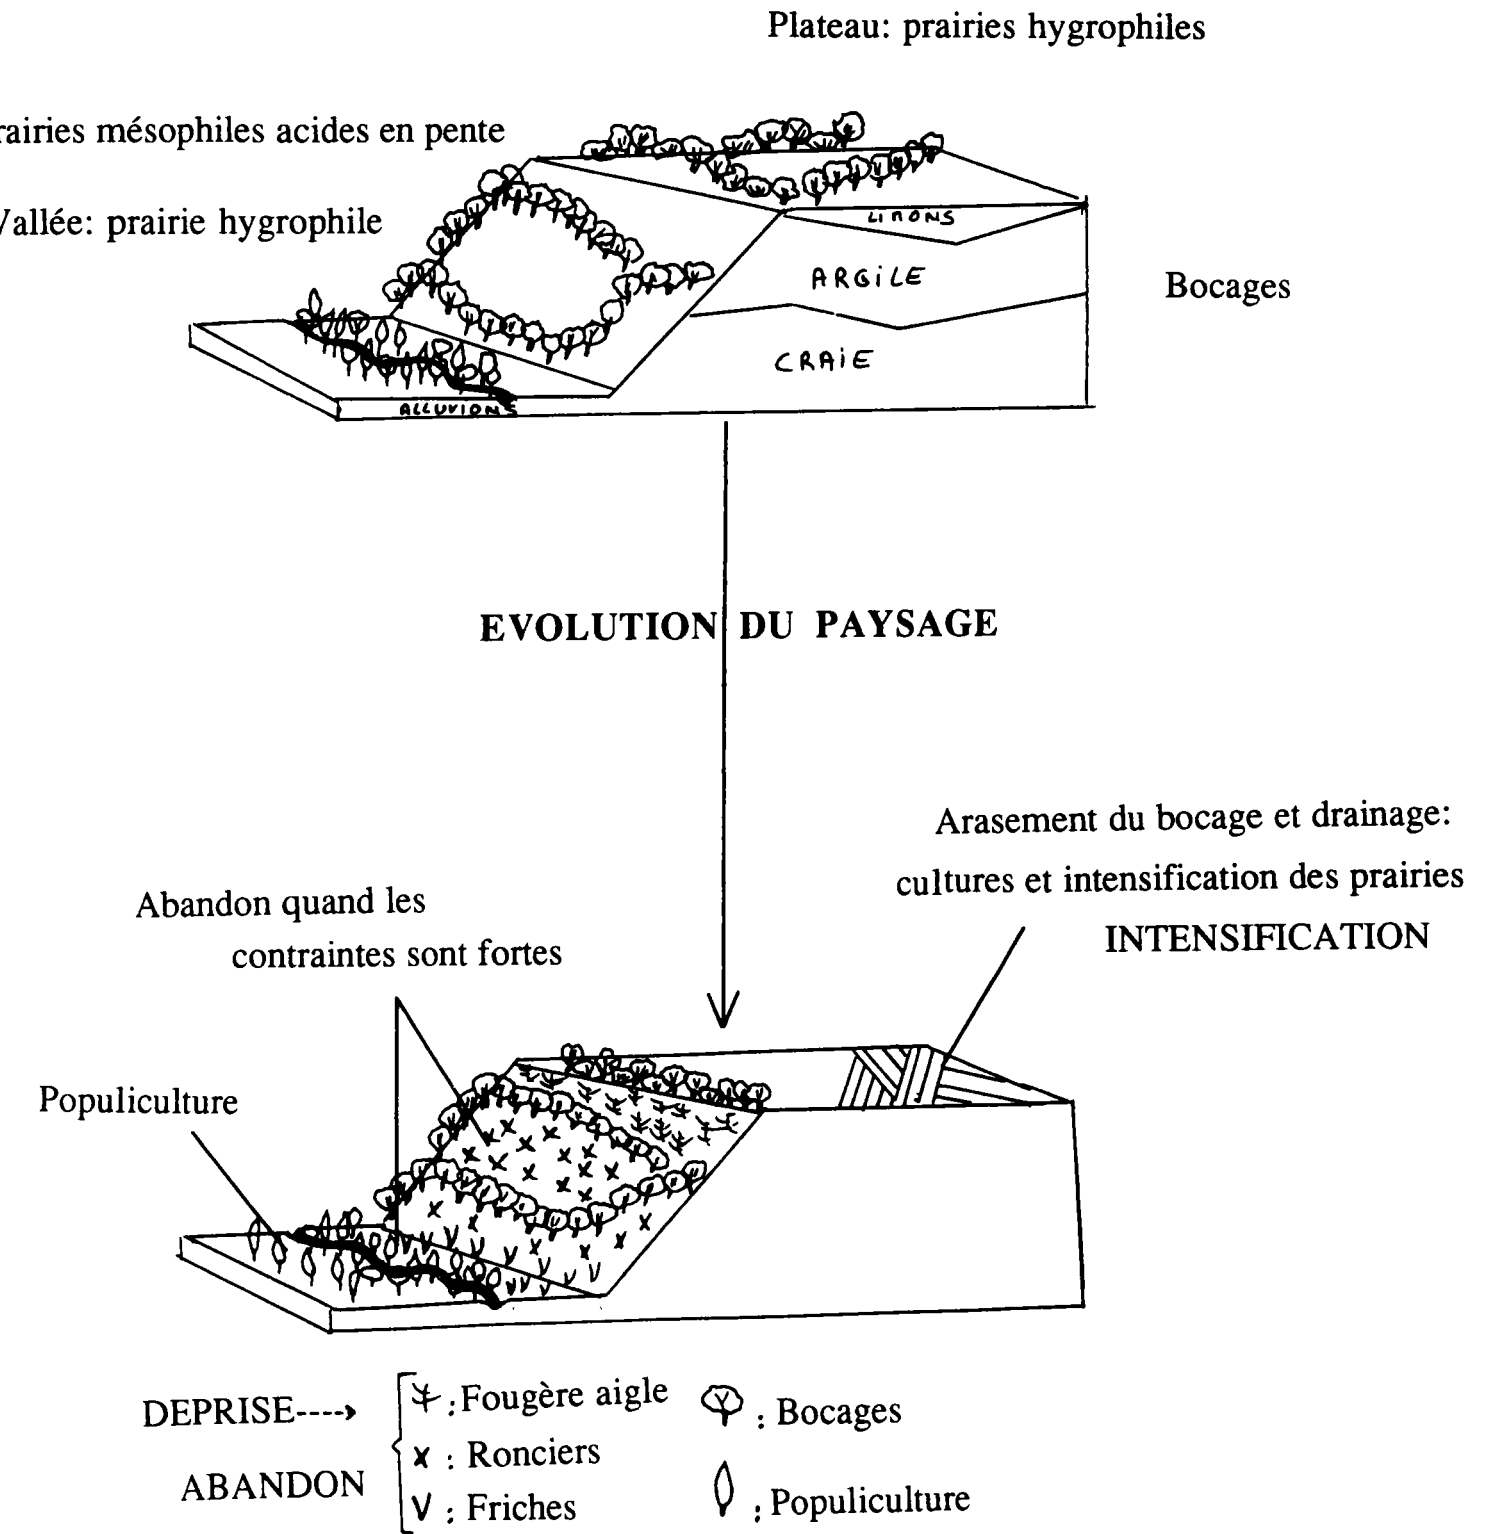 Plateau: prairies hygrophiles
rairies mésophiles acides en pente
Vallée: prairie hygrophile
LIMONS
ARGiLE
Bocages
CRAiE
ALLUVIONS
EVOLUTION DU PAYSAGE
Arasement du bocage et drainage:
cultures et intensification des prairies
INTENSIFICATION
Abandon quand les
contraintes sont fortes
Populiculture
DEPRISE---->
ABANDON
: Fougère aigle
: Ronciers
: Friches
: Bocages
: Populiculture